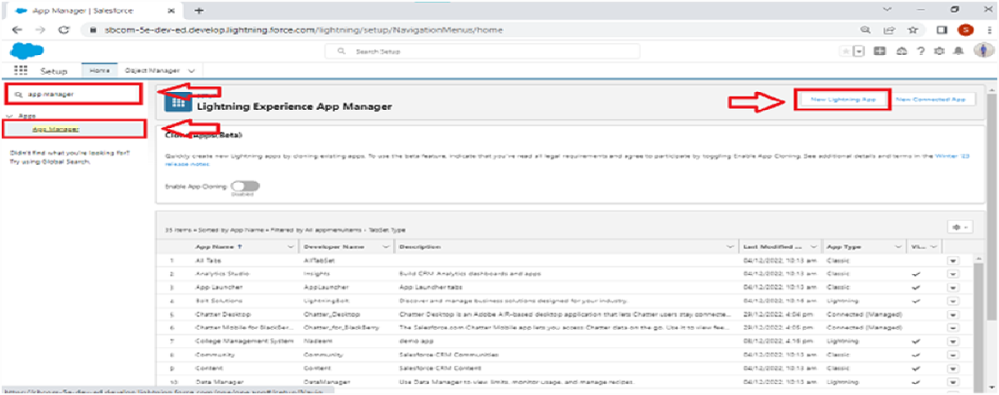 App Manager | Salesforce
sbcom-5e-dev-ed.develop.lightning.force.com/lightning/setup/NavigationMenus/home
S
Search Setup
Setup
Home
Object Manager
app manager
SETUP
Lightning Experience App Manager
New Lightning App
New Connected App
Apps
App Manager
Clone Apps (Beta)
Didn't find what you're looking for?
Try using Global Search.
Quickly create new Lightning apps by cloning existing apps. To use the beta feature, indicate that you've read all legal requirements and agree to participate by toggling Enable App Cloning. See additional details and terms in the Winter '23
release notes
Enable App Cloning
Disabled
35 items • Sorted by App Name • Filtered by All appmenuitems - TabSet Type
App Name ↑ Developer Name Description Last Modified ... App Type Vi...
1 All Tabs AllTabSet 04/12/2022, 10:13 am Classic
2 Analytics Studio Insights Build CRM Analytics dashboards and apps 04/12/2022, 10:13 am Classic
3 App Launcher AppLauncher App Launcher tabs 04/12/2022, 10:13 am Classic
4 Bolt Solutions LightningBolt Discover and manage business solutions designed for your industry. 04/12/2022, 10:16 am Lightning
5 Chatter Desktop Chatter_Desktop Chatter Desktop is an Adobe AIR-based desktop application that lets Chatter users stay connecte... 29/12/2022, 4:04 pm Connected (Managed)
6 Chatter Mobile for BlackBer... Chatter_for_BlackBerry The Salesforce.com Chatter Mobile app lets you access Chatter data on the go. Use it to view fee... 29/12/2022, 4:05 pm Connected (Managed)
7 College Management System Nadeem demo app 08/12/2022, 4:16 pm Lightning
8 Community Community Salesforce CRM Communities 04/12/2022, 10:13 am Classic
9 Content Content Salesforce CRM Content 04/12/2022, 10:13 am Classic
10 Data Manager DataManager Use Data Manager to view limits, monitor usage, and manage recipes. 04/12/2022, 10:13 am Lightning